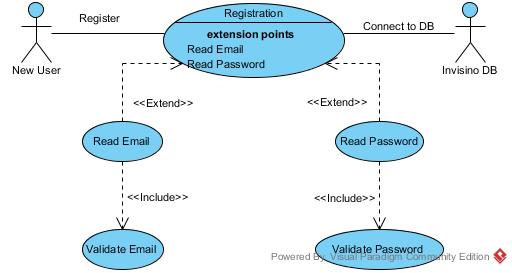 Register
Registration
Connect to DB
extension points
Read Email
Read Password
New User
Invisino DB
<<Extend>>
<<Extend>>
Read Email
Read Password
<<Include>>
<<Include>>
Validate Email
Validate Password
Powered By Visual Paradigm Community Edition